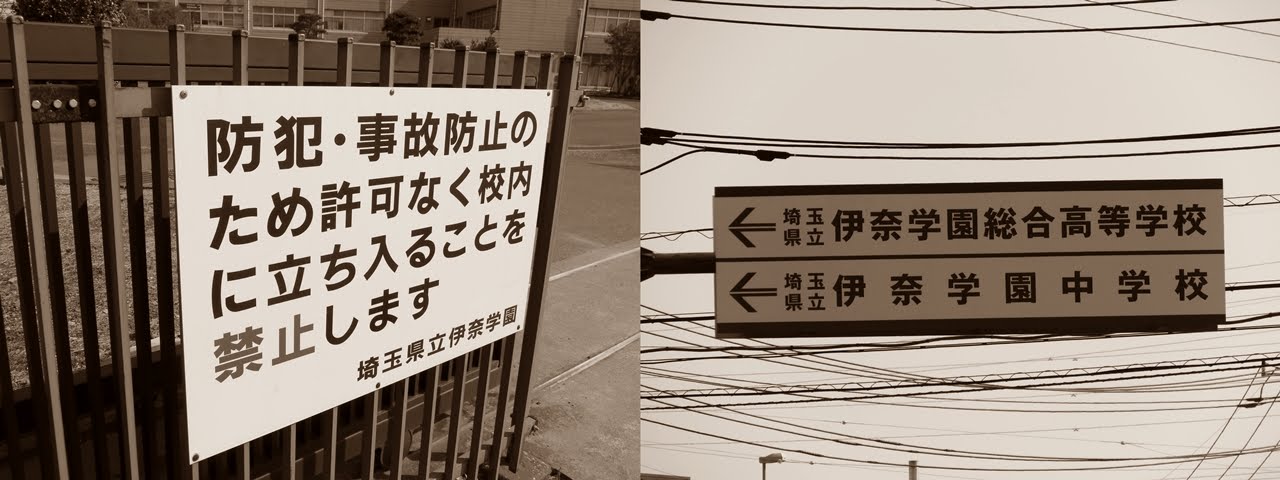 防犯・事故防止の
ため許可なく校内
に立ち入ることを
禁止します
埼玉県立伊奈学園
埼玉県立 伊奈学園総合高等学校
埼玉県立 伊奈学園中学校